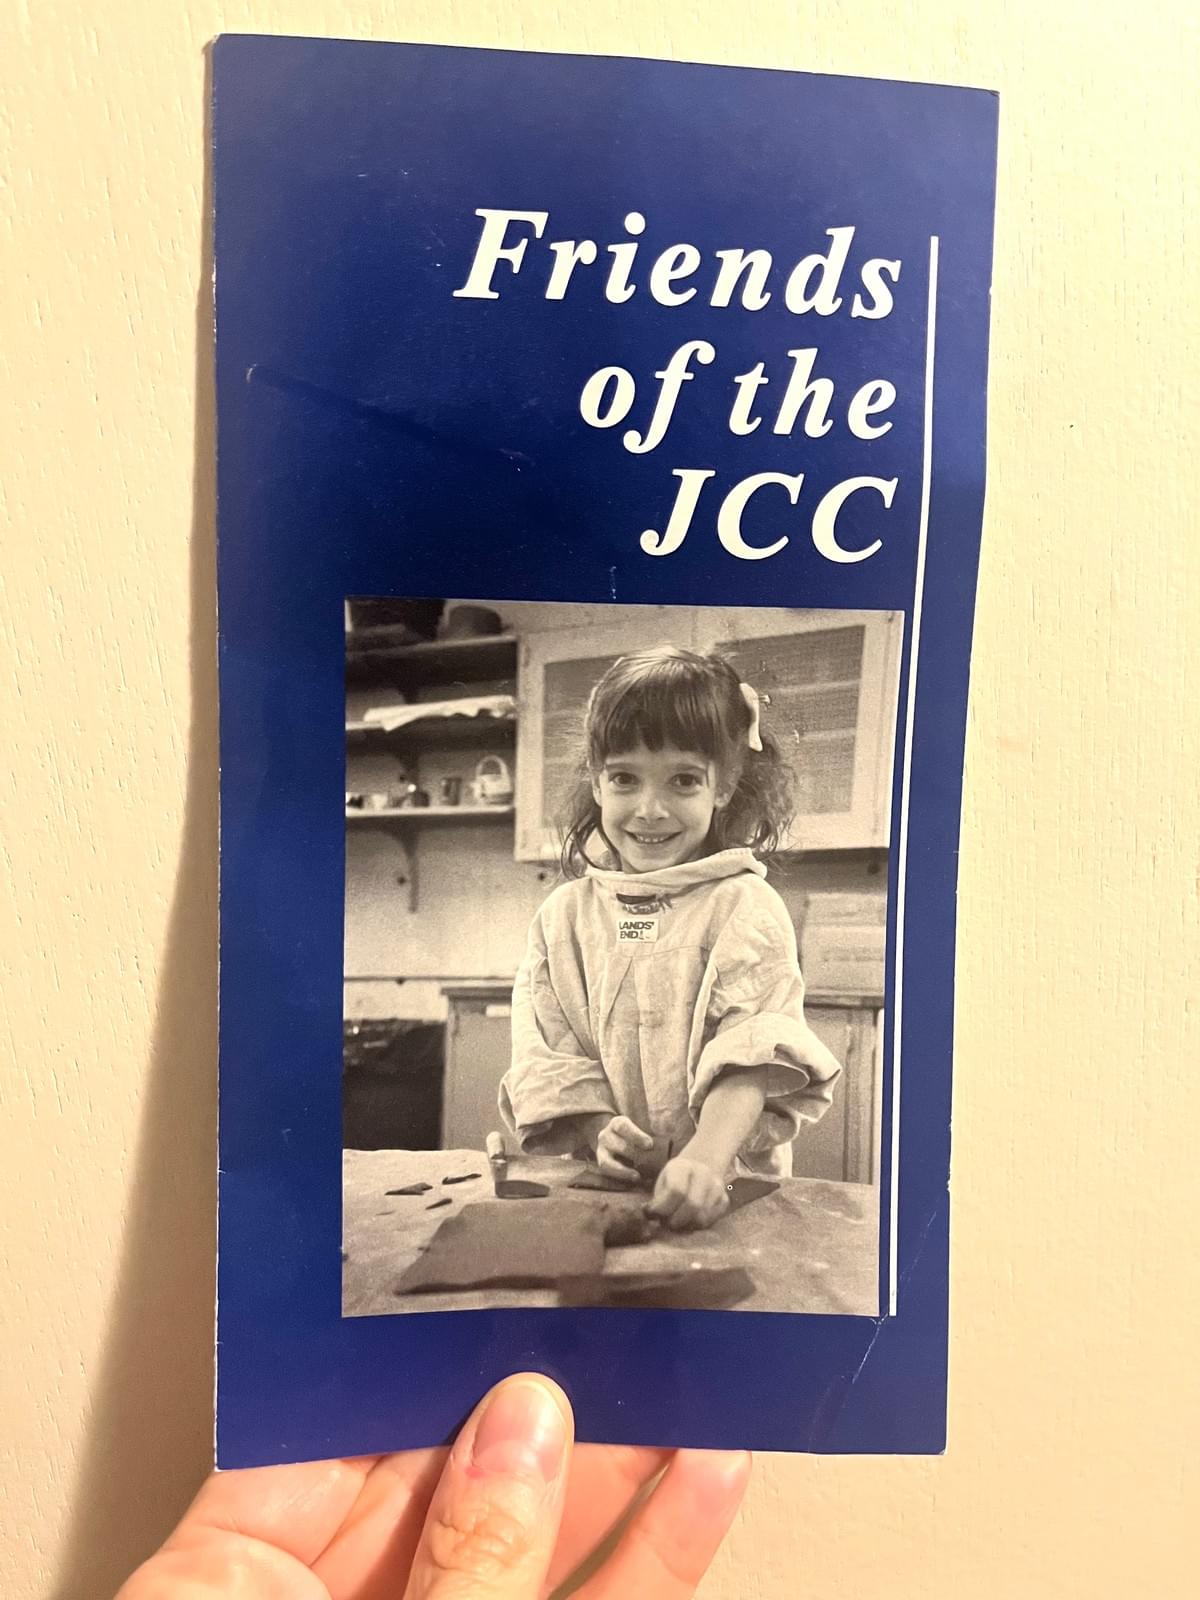 Friends
of the
JCC
LANDS'
END